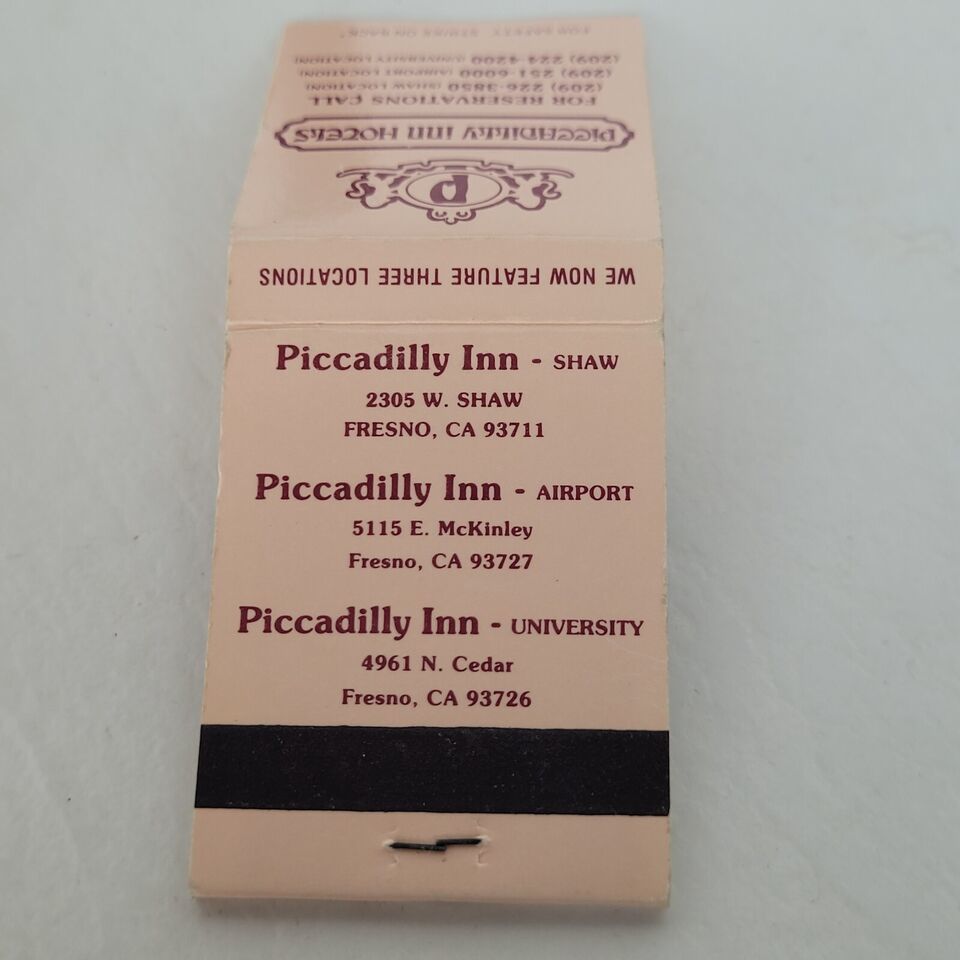 FOR SAFETY, STRIKE ON BACK
(209) 224-4200 (UNIVERSITY LOCATION)
(209) 251-6000 (AIRPORT LOCATION)
(209) 226-3850 (SHAW LOCATION)
FOR RESERVATIONS CALL
PICCADILLY INN HOTELS
P
WE NOW FEATURE THREE LOCATIONS
Piccadilly Inn - SHAW
2305 W. SHAW
FRESNO, CA 93711
Piccadilly Inn - AIRPORT
5115 E. McKinley
Fresno, CA 93727
Piccadilly Inn - UNIVERSITY
4961 N. Cedar
Fresno, CA 93726